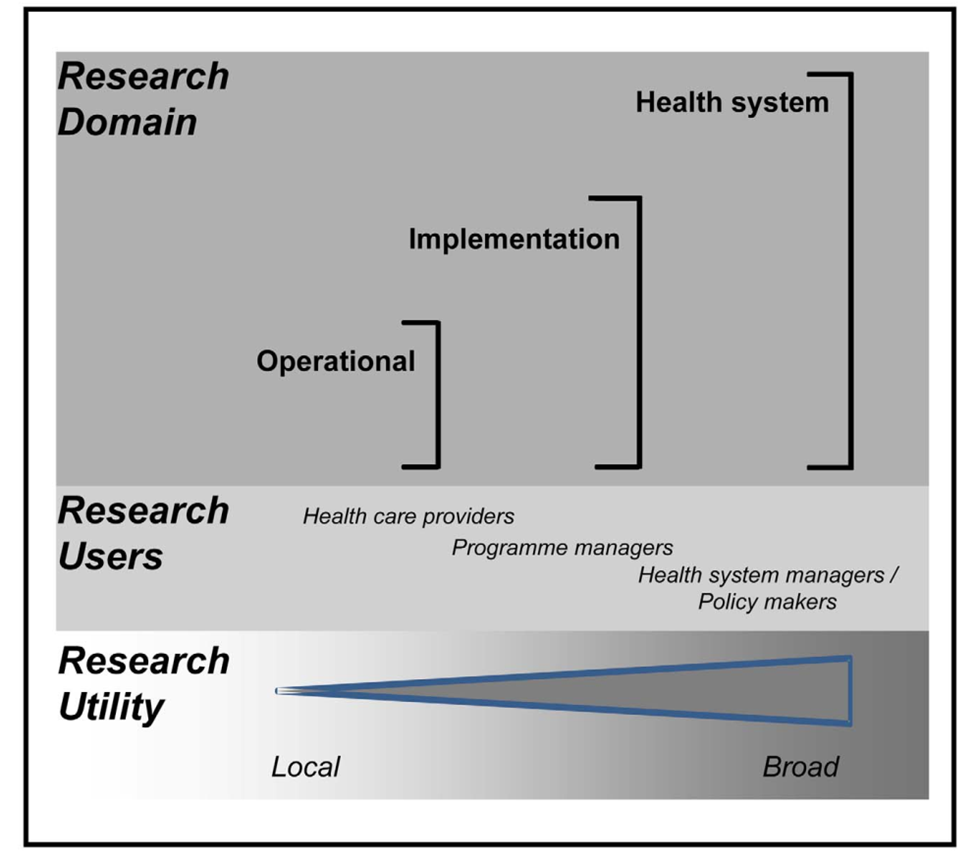 Research
Domain
Health system
Implementation
Operational
Research
Users
Health care providers
Programme managers
Health system managers /
Policy makers
Research
Utility
Local
Broad